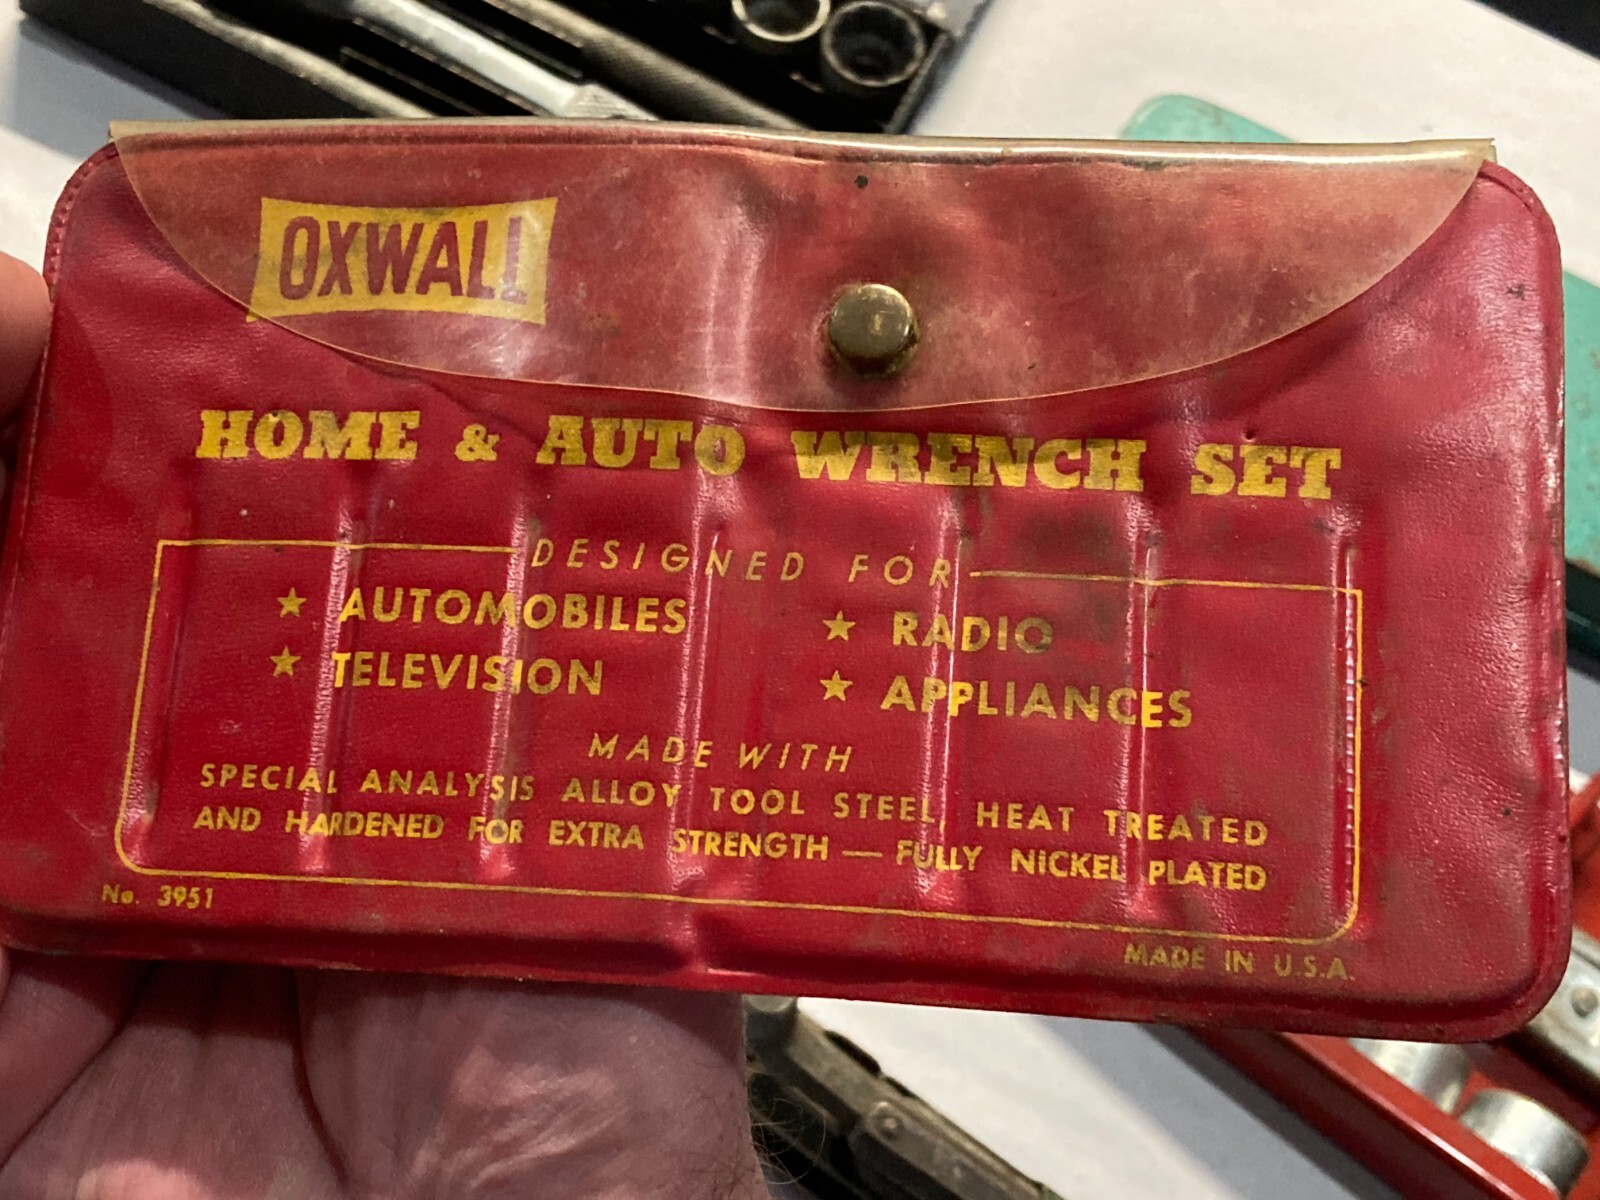 OXWALL
HOME & AUTO WRENCH SET
DESIGNED FOR
★ AUTOMOBILES ★ RADIO
★ TELEVISION ★ APPLIANCES
MADE WITH
SPECIAL ANALYSIS ALLOY TOOL STEEL, HEAT TREATED
AND HARDENED FOR EXTRA STRENGTH — FULLY NICKEL PLATED
No. 3951
MADE IN U.S.A.